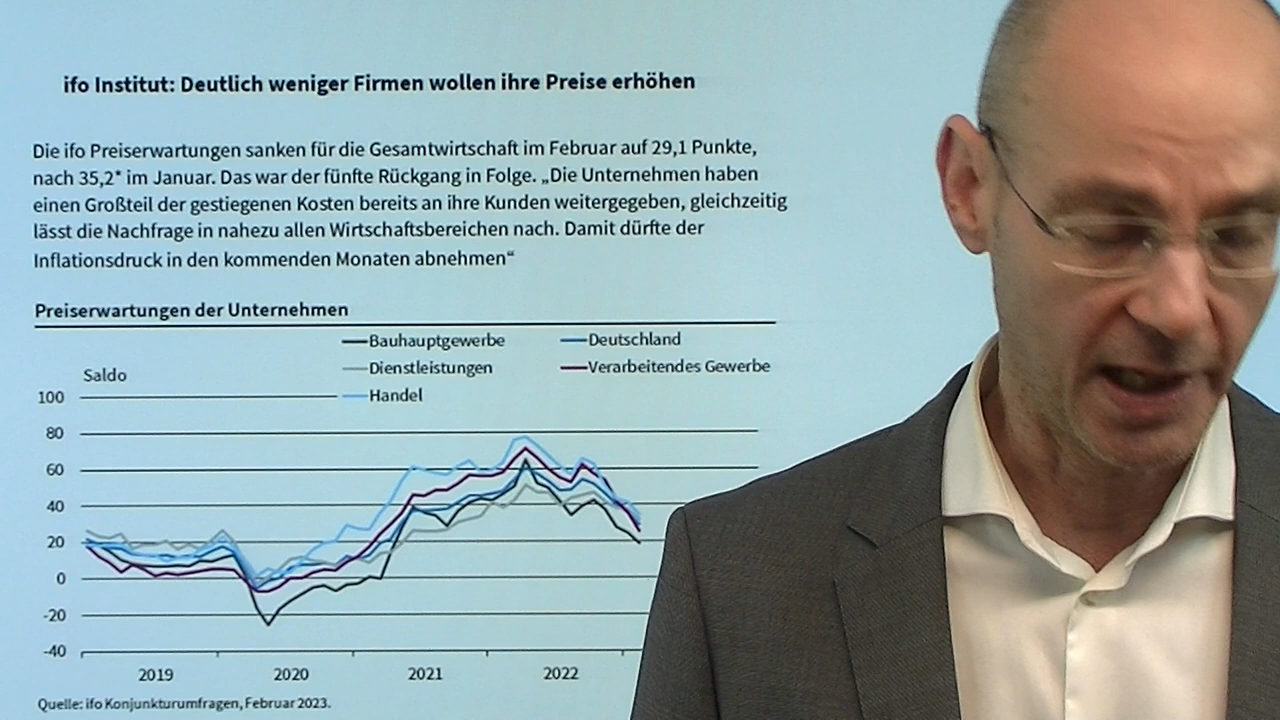 ifo Institut: Deutlich weniger Firmen wollen ihre Preise erhöhen
Die ifo Preiserwartungen sanken für die Gesamtwirtschaft im Februar auf 29,1 Punkte,
nach 35,2* im Januar. Das war der fünfte Rückgang in Folge. „Die Unternehmen haben
einen Großteil der gestiegenen Kosten bereits an ihre Kunden weitergegeben, gleichzeitig
lässt die Nachfrage in nahezu allen Wirtschaftsbereichen nach. Damit dürfte der
Inflationsdruck in den kommenden Monaten abnehmen“
Preiserwartungen der Unternehmen
Bauhauptgewerbe Deutschland
Dienstleistungen Verarbeitendes Gewerbe
Handel
Saldo
100
80
60
40
20
0
-20
-40
2019 2020 2021 2022
Quelle: ifo Konjunkturumfragen, Februar 2023.